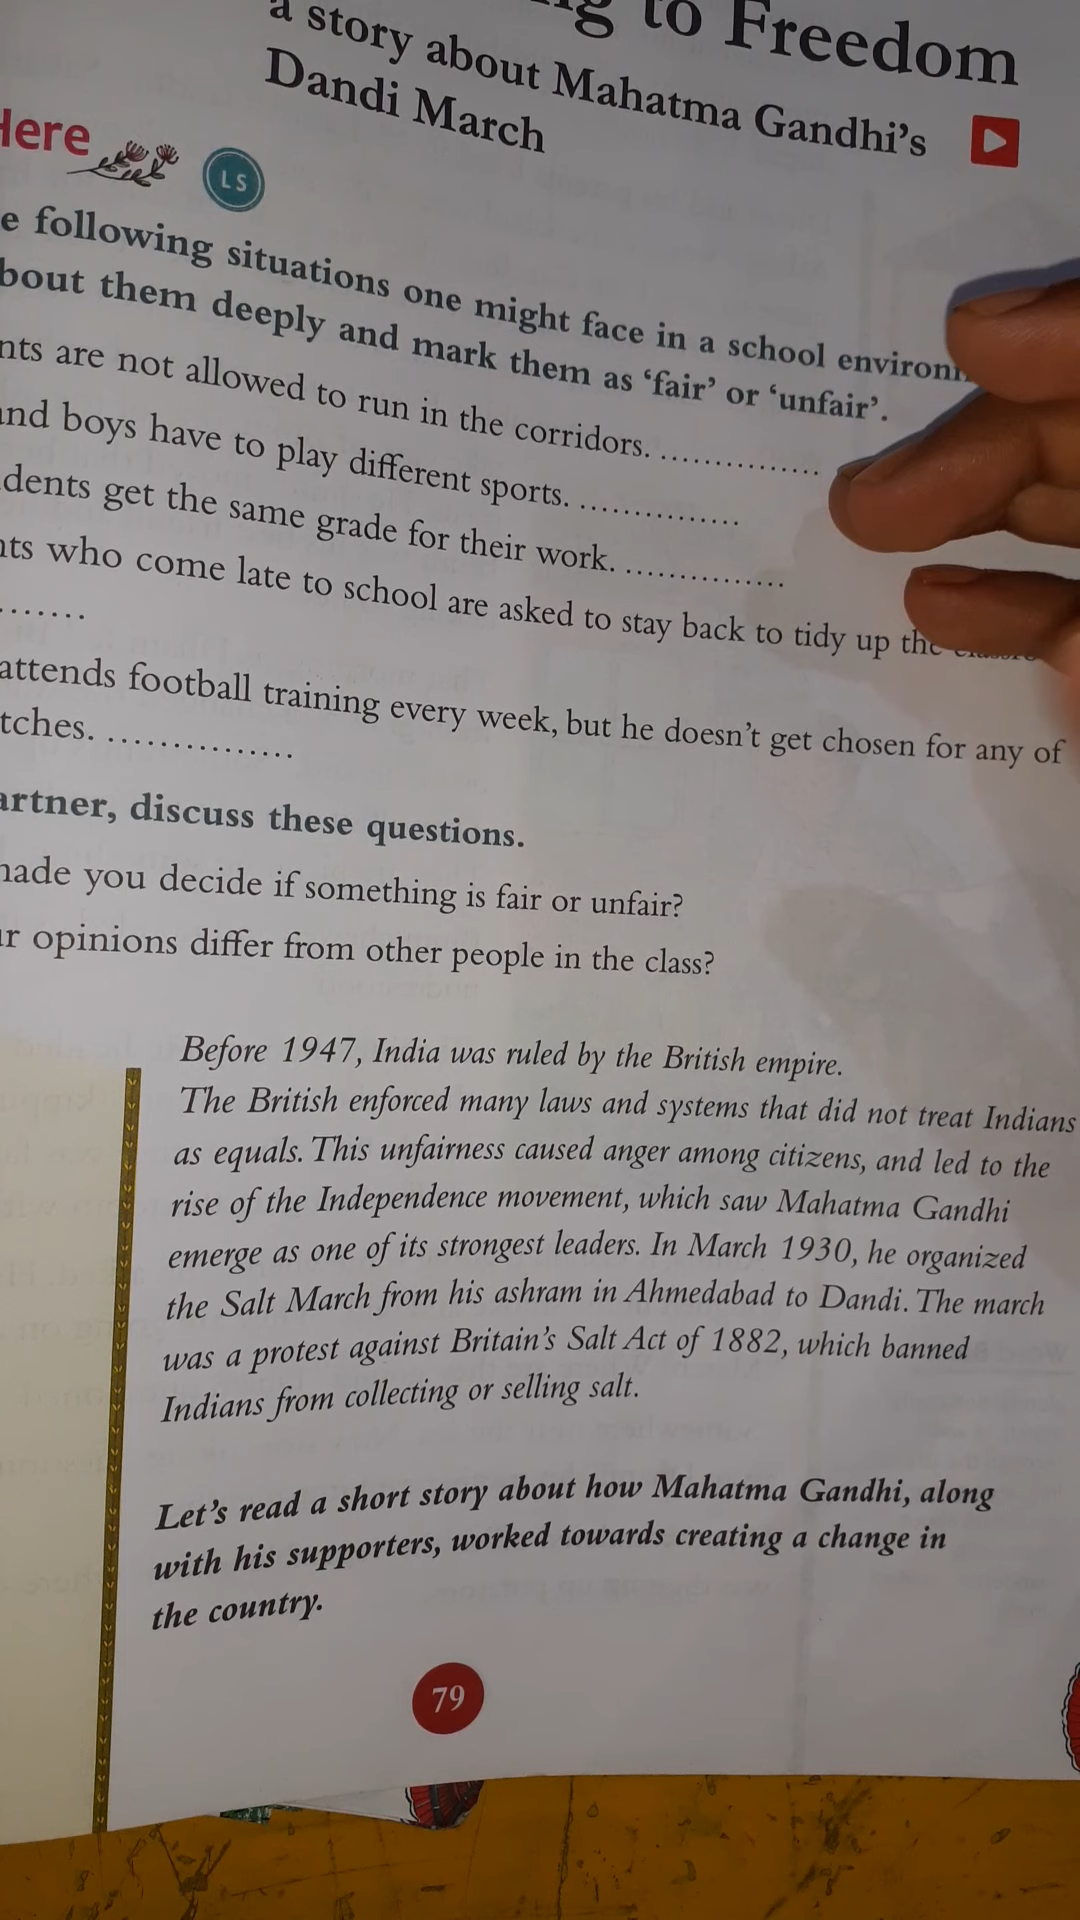 to Freedom
a story about Mahatma Gandhi's
Dandi March
Here
LS
following situations one might face in a school
them deeply and mark them as 'fair' or 'unfair'.
are not allowed to run in the corridors. ...............
and boys have to play different sports. ...............
get the same grade for their work. ...............
who come late to school are asked to stay back to tidy up the
.......
attends football training every week, but he doesn't get chosen for any of
...............
discuss these questions.
you decide if something is fair or unfair?
opinions differ from other people in the class?
Before 1947, India was ruled by the British empire.
The British enforced many laws and systems that did not treat Indians
as equals. This unfairness caused anger among citizens, and led to the
rise of the Independence movement, which saw Mahatma Gandhi
emerge as one of its strongest leaders. In March 1930, he organized
the Salt March from his ashram in Ahmedabad to Dandi. The march
was a protest against Britain's Salt Act of 1882, which banned
Indians from collecting or selling salt.
Let's read a short story about how Mahatma Gandhi, along
with his supporters, worked towards creating a change in
the country.
79